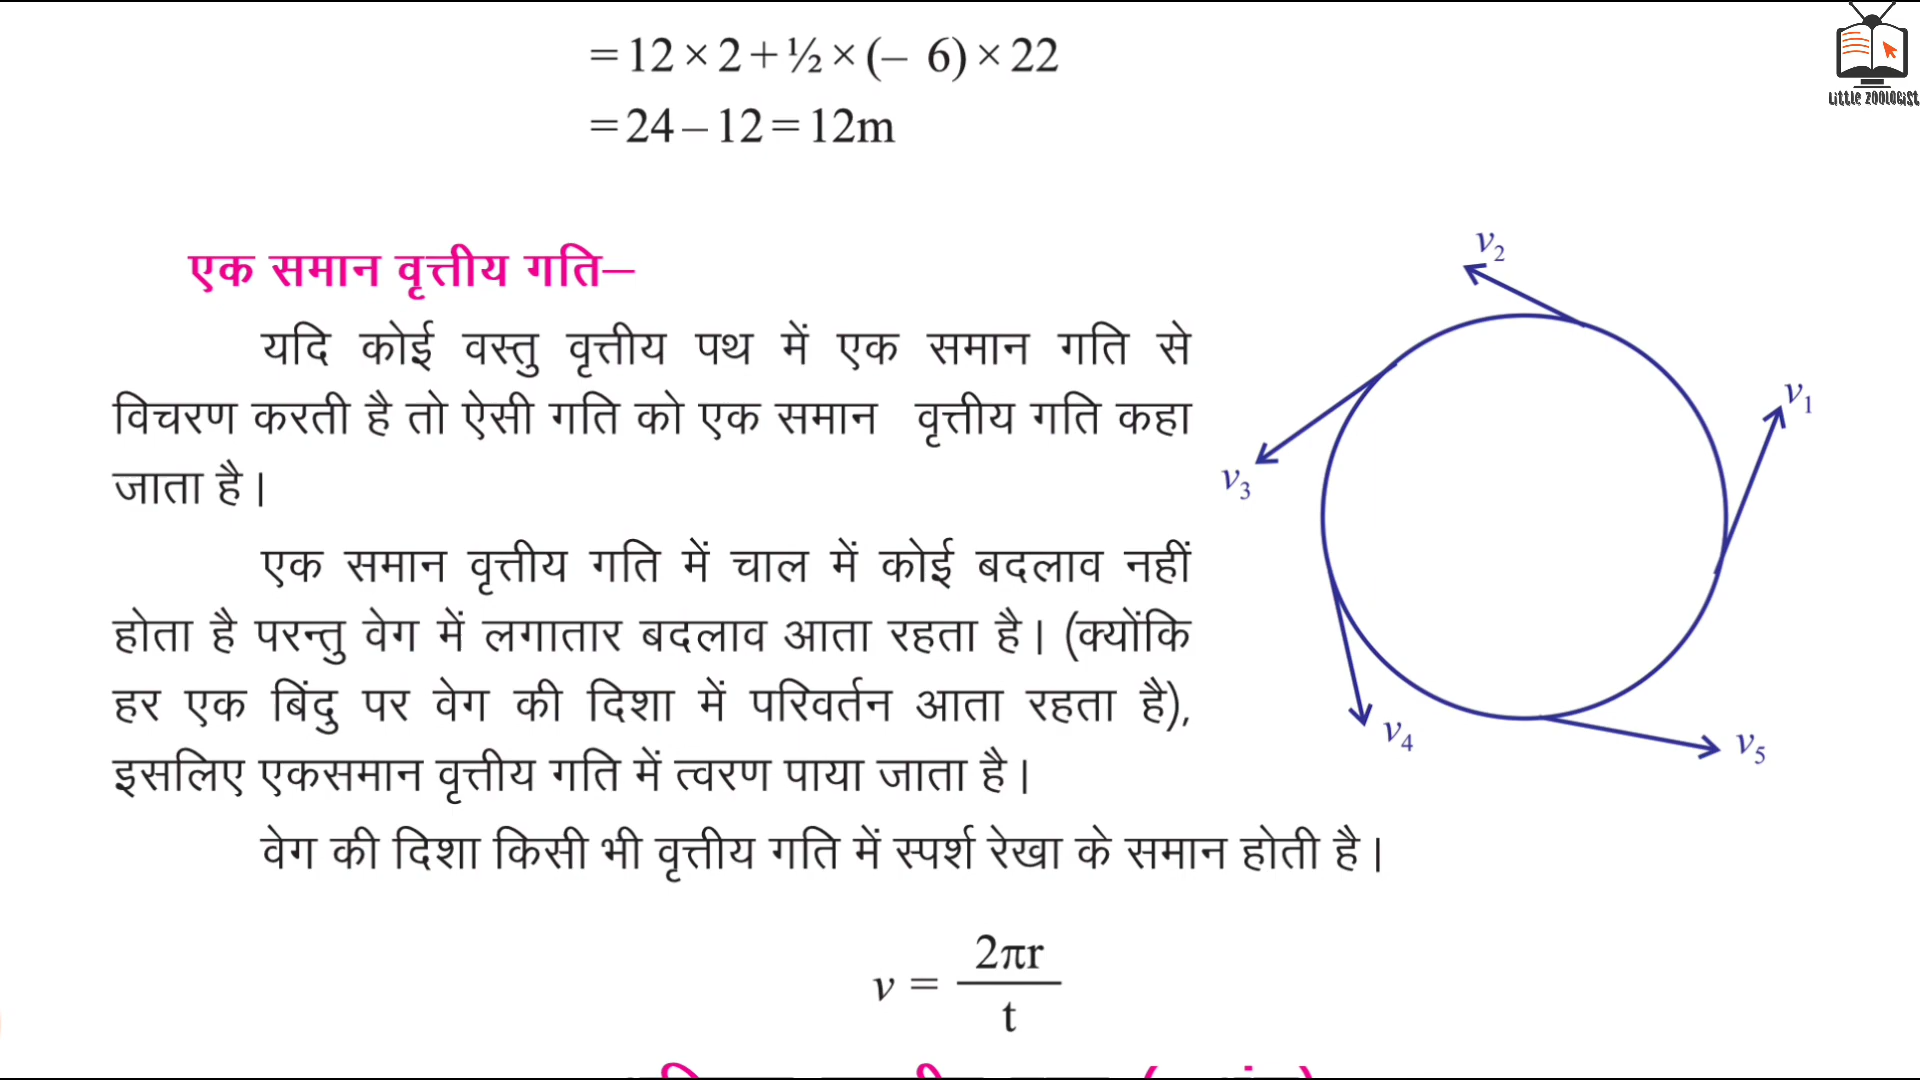 = 12 × 2 + ½ × (– 6) × 22
= 24 – 12 = 12m
Little ZOOLOGIST
एक समान वृत्तीय गति–
यदि कोई वस्तु वृत्तीय पथ में एक समान गति से
विचरण करती है तो ऐसी गति को एक समान वृत्तीय गति कहा
जाता है।
एक समान वृत्तीय गति में चाल में कोई बदलाव नहीं
होता है परन्तु वेग में लगातार बदलाव आता रहता है। (क्योंकि
हर एक बिंदु पर वेग की दिशा में परिवर्तन आता रहता है),
इसलिए एकसमान वृत्तीय गति में त्वरण पाया जाता है।
v₂
v₁
v₃
v₄
v₅
वेग की दिशा किसी भी वृत्तीय गति में स्पर्श रेखा के समान होती है।
v = 2πr / t